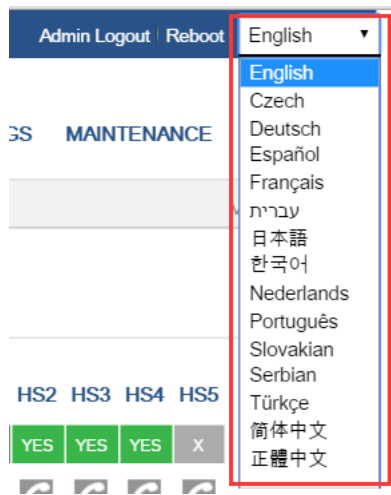 Admin Logout Reboot English
English
Czech
Deutsch
Español
Français
עברית
日本語
한국어
Nederlands
Português
Slovakian
Serbian
Türkçe
简体中文
正體中文
GS MAINTENANCE
HS2 HS3 HS4 HS5
YES YES YES X